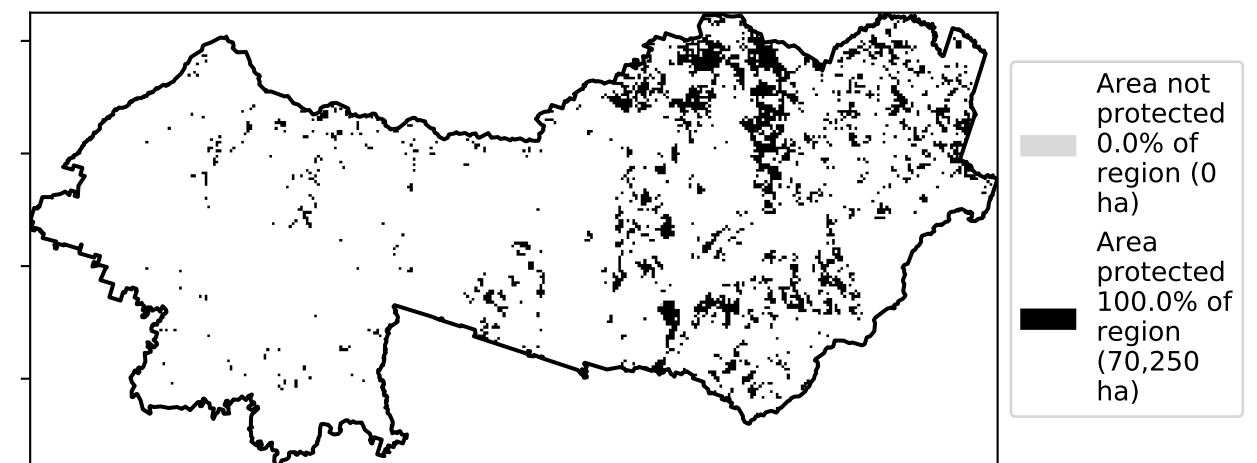 Area not
protected
0.0% of
region (0
ha)
Area
protected
100.0% of
region
(70,250
ha)